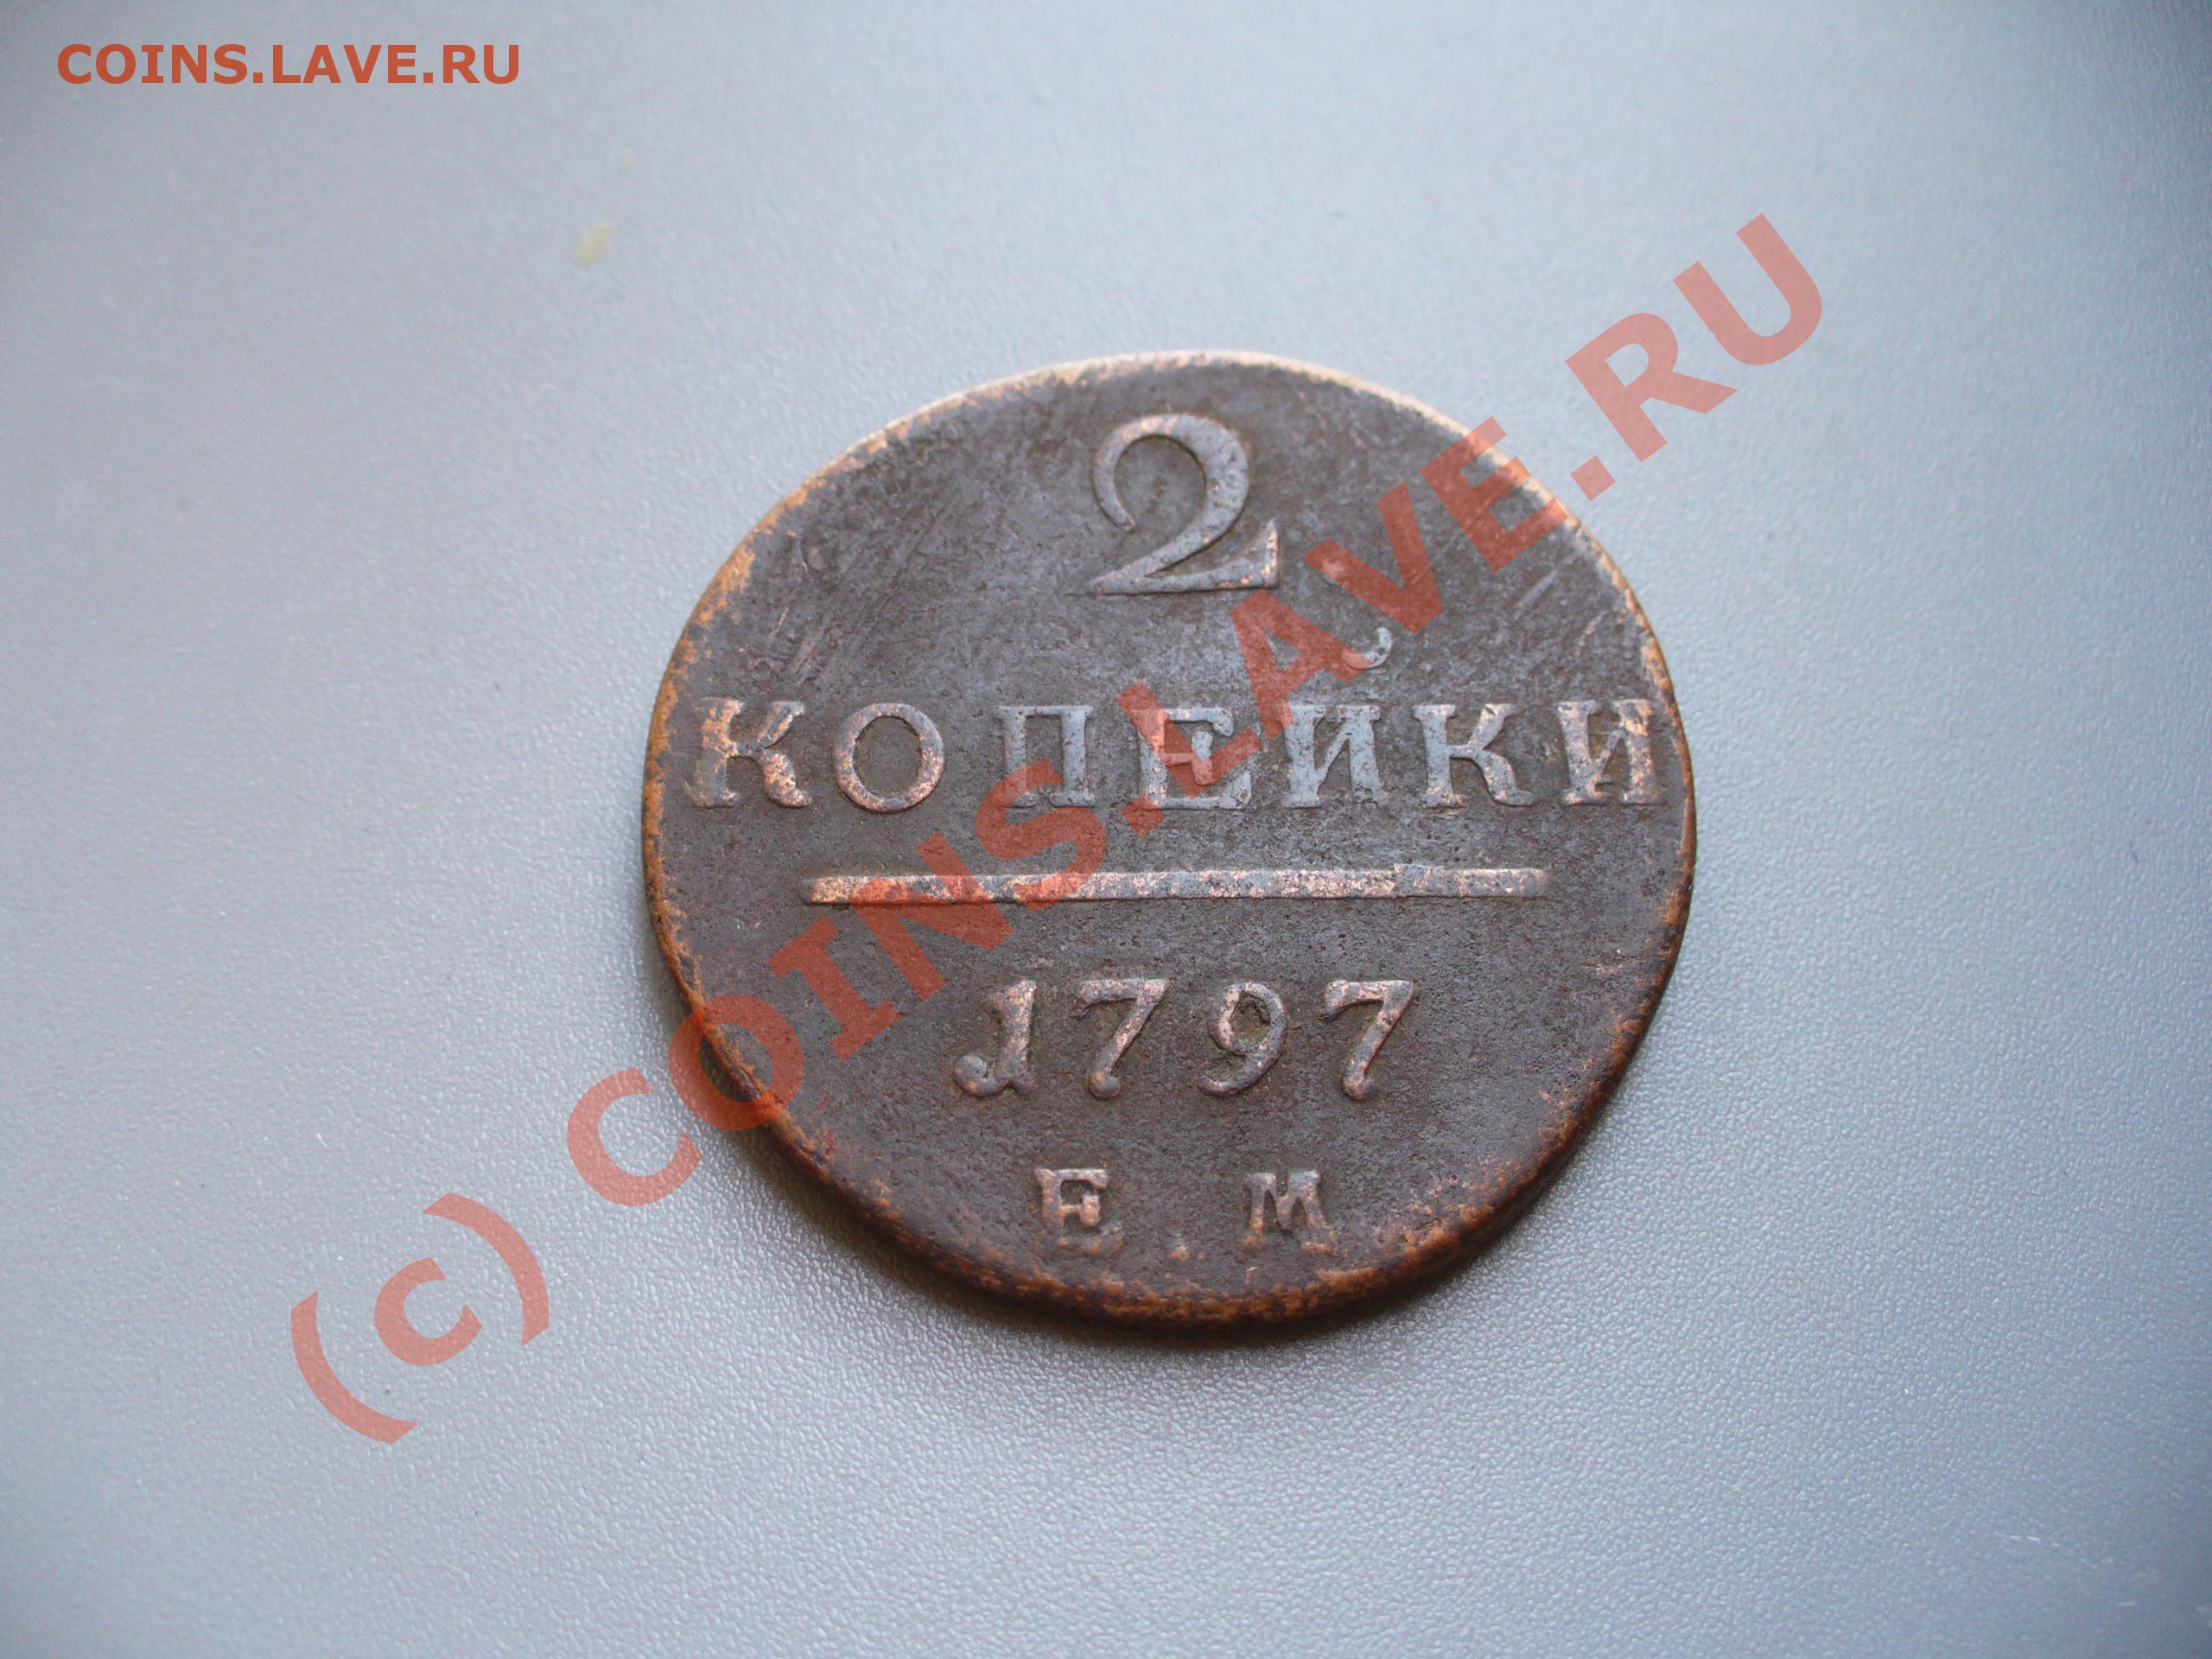 COINS.LAVE.RU
2
КОПЕЙКИ
1797
Е.М
(c) COINS.LAVE.RU